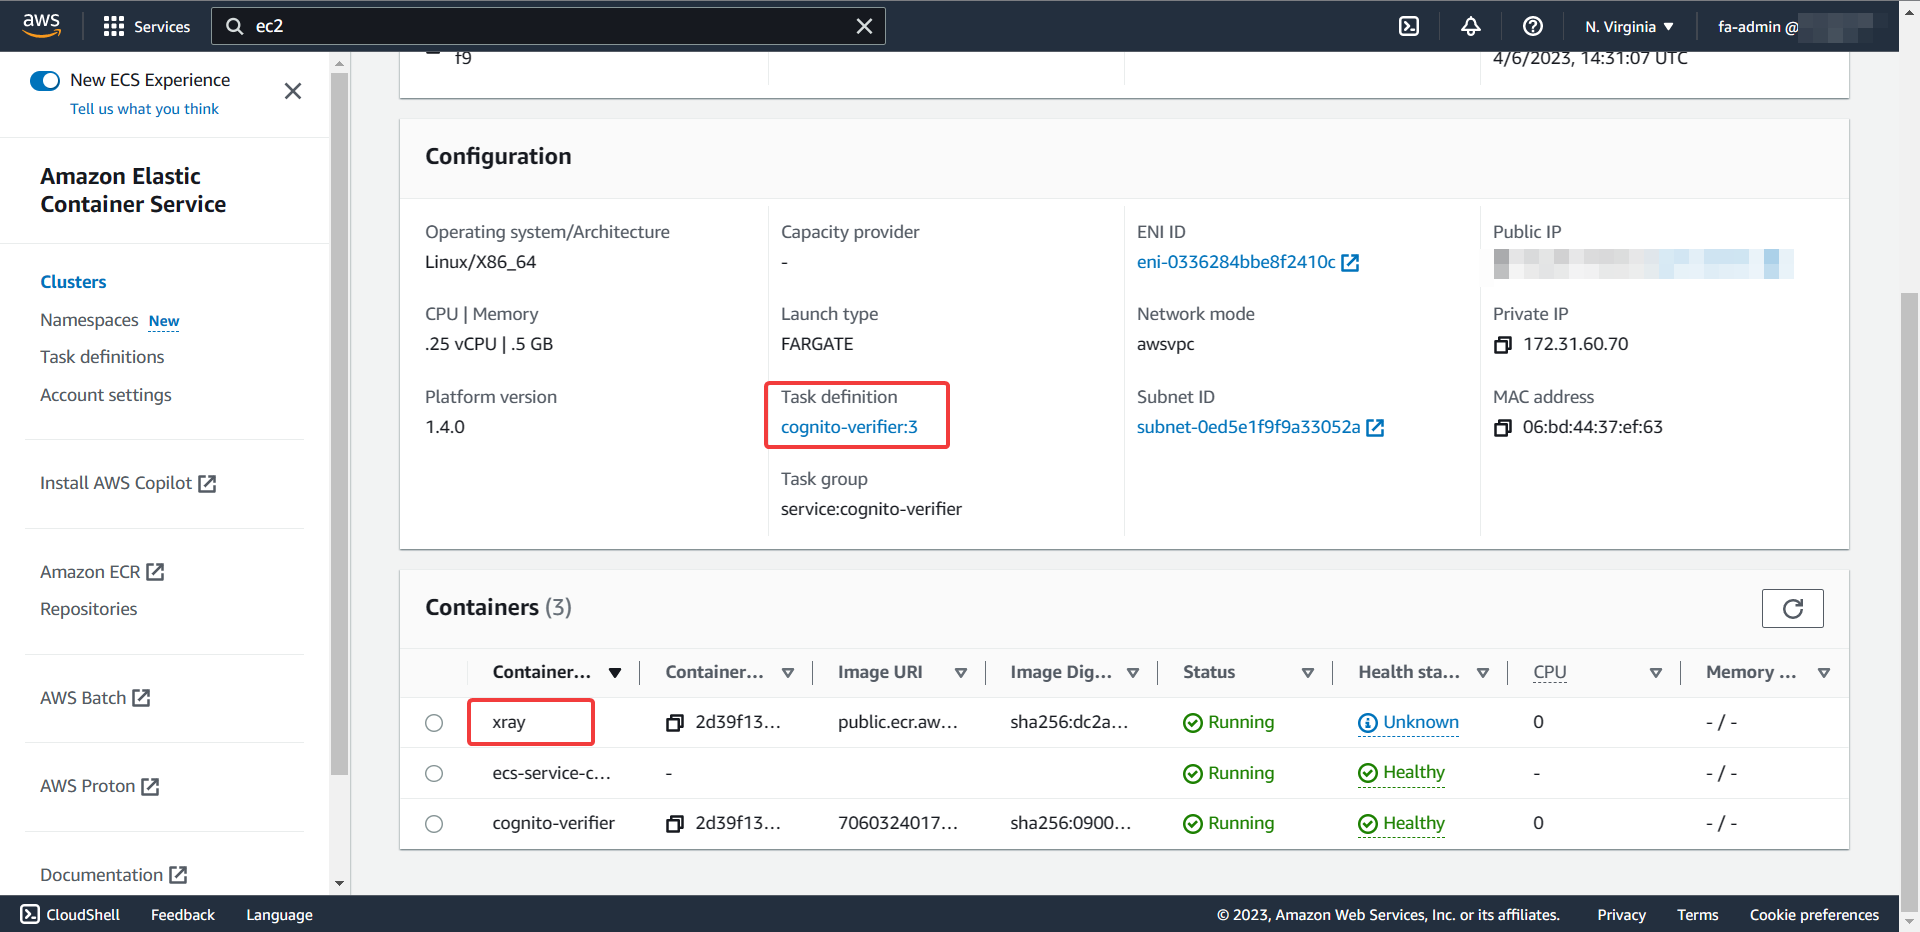 aws
Services
ec2
N. Virginia
fa-admin @
New ECS Experience
Tell us what you think
Amazon Elastic
Container Service
Clusters
Namespaces New
Task definitions
Account settings
Install AWS Copilot
Amazon ECR
Repositories
AWS Batch
AWS Proton
Documentation
f9
4/6/2023, 14:31:07 UTC
Configuration
Operating system/Architecture
Linux/X86_64
CPU | Memory
.25 vCPU | .5 GB
Platform version
1.4.0
Capacity provider
-
Launch type
FARGATE
Task definition
cognito-verifier:3
Task group
service:cognito-verifier
ENI ID
eni-0336284bbe8f2410c
Network mode
awsvpc
Subnet ID
subnet-0ed5e1f9f9a33052a
Public IP
Private IP
172.31.60.70
MAC address
06:bd:44:37:ef:63
Containers (3)
Container... Container... Image URI Image Dig... Status Health sta... CPU Memory ...
xray 2d39f13... public.ecr.aw... sha256:dc2a... Running Unknown 0 - / -
ecs-service-c... - Running Healthy - - / -
cognito-verifier 2d39f13... 7060324017... sha256:0900... Running Healthy 0 - / -
CloudShell Feedback Language © 2023, Amazon Web Services, Inc. or its affiliates. Privacy Terms Cookie preferences